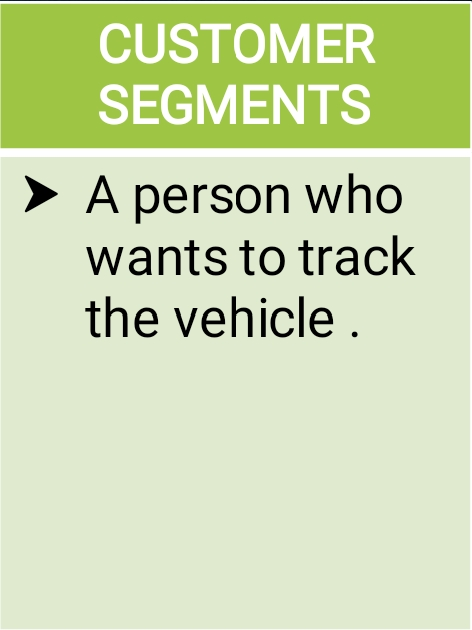 CUSTOMER
SEGMENTS
➤ A person who
wants to track
the vehicle .